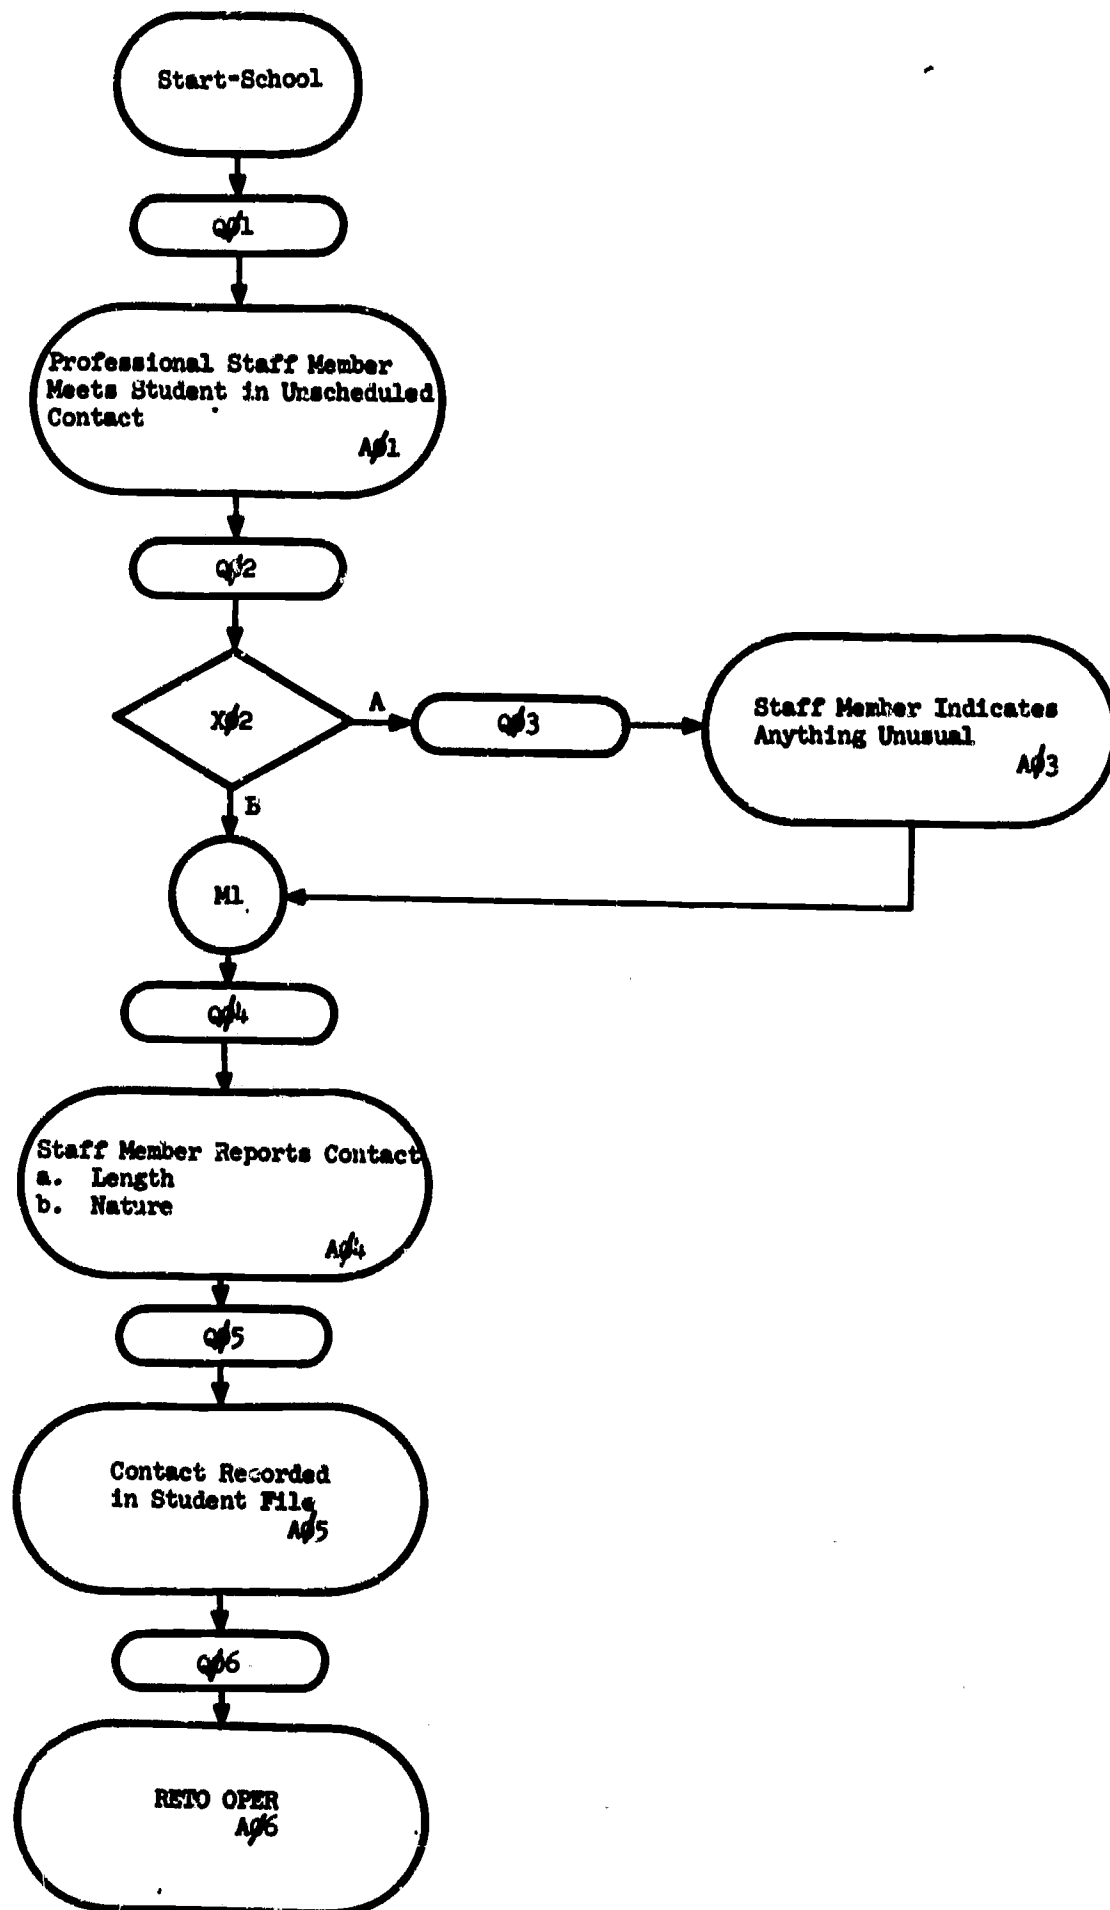 Start-School
QØ1
Professional Staff Member
Meets Student in Unscheduled
Contact
AØ1
QØ2
XØ2
A
QØ3
Staff Member Indicates
Anything Unusual
AØ3
B
M1
QØ4
Staff Member Reports Contact
a. Length
b. Nature
AØ4
QØ5
Contact Recorded
in Student File
AØ5
QØ6
RETO OPER
AØ6